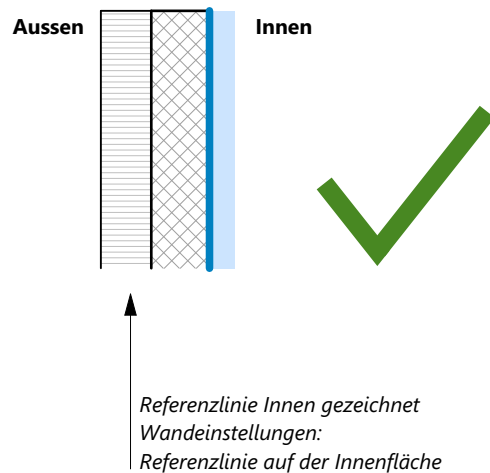 Aussen Innen
Referenzlinie Innen gezeichnet
Wandeinstellungen:
Referenzlinie auf der Innenfläche